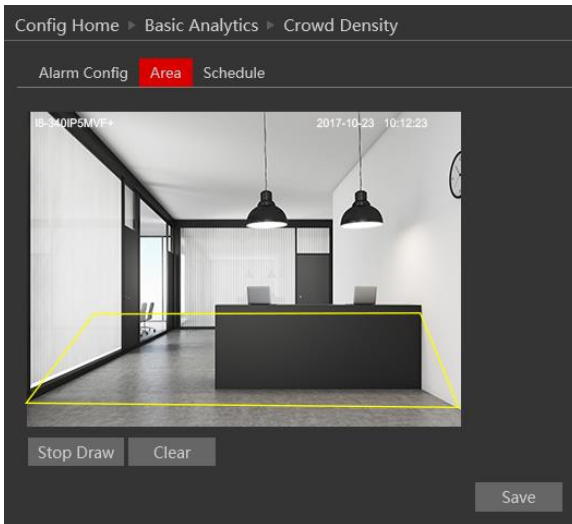 Config Home ▶ Basic Analytics ▶ Crowd Density
Alarm Config Area Schedule
I8-340IP5MVF+ 2017-10-23 10:12:23
Stop Draw Clear
Save